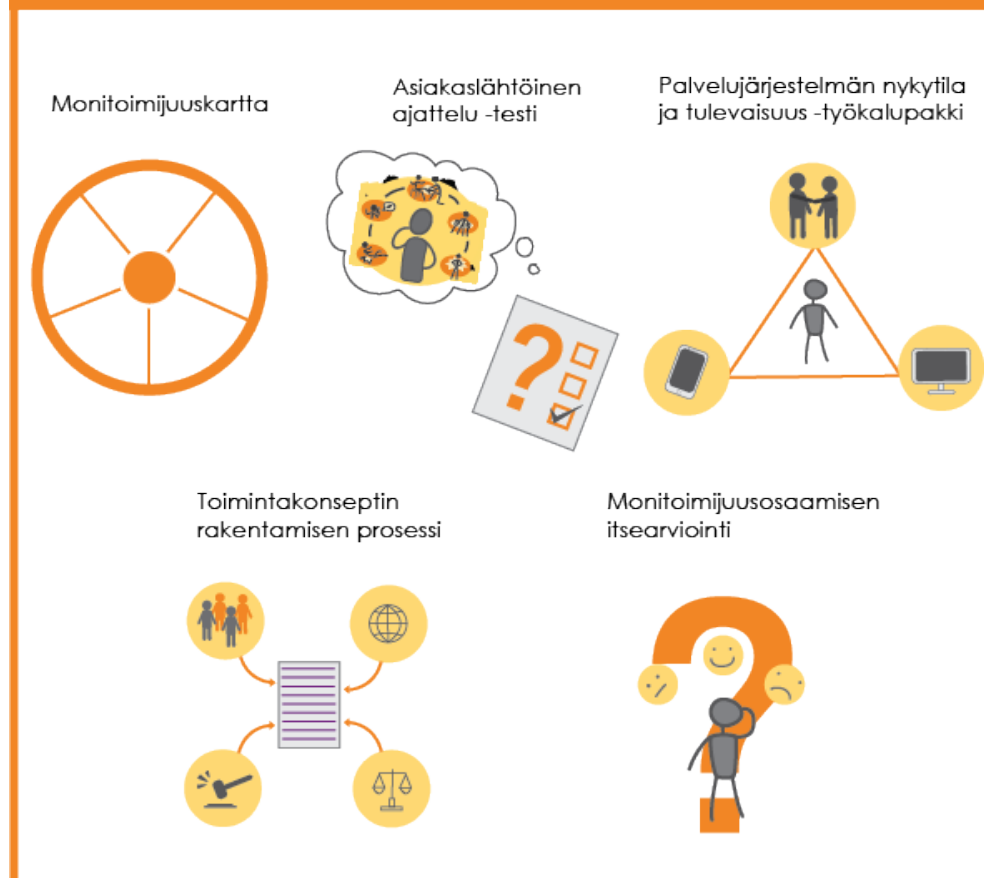 Monitoimijuuskartta
Asiakaslähtöinen
ajattelu -testi
Palvelujärjestelmän nykytila
ja tulevaisuus -työkalupakki
Toimintakonseptin
rakentamisen prosessi
Monitoimijuusosaamisen
itsearviointi